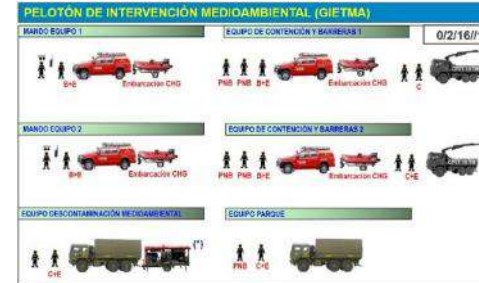 PELOTÓN DE INTERVENCIÓN MEDIOAMBIENTAL (GIETMA)
MANDO EQUIPO 1
EQUIPO DE CONTENCIÓN Y BARRERAS 1
0/2/16//
B+E
Embarcación CHG
PNB PNB B+E
Embarcación CHG
C
MANDO EQUIPO 2
EQUIPO DE CONTENCIÓN Y BARRERAS 2
B+E
Embarcación CHG
PNB PNB B+E
Embarcación CHG
C+E
EQUIPO DESCONTAMINACIÓN MEDIOAMBIENTAL
EQUIPO PARQUE
(*)
C+E
PNB C+E